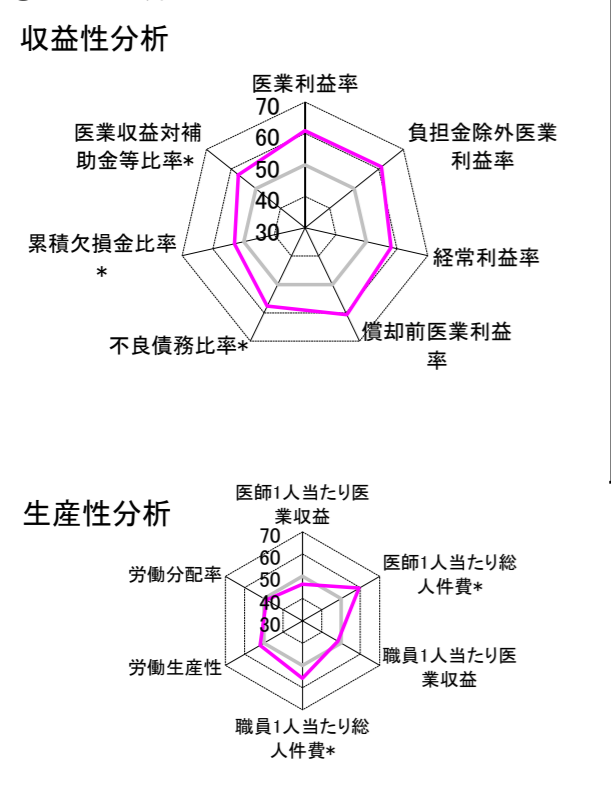 収益性分析
医業利益率
70
60
50
40
30
医業収益対補
助金等比率*
負担金除外医業
利益率
累積欠損金比率
*
経常利益率
不良債務比率*
償却前医業利益
率
生産性分析
医師1人当たり医
業収益
70
60
50
40
30
労働分配率
医師1人当たり総
人件費*
労働生産性
職員1人当たり医
業収益
職員1人当たり総
人件費*